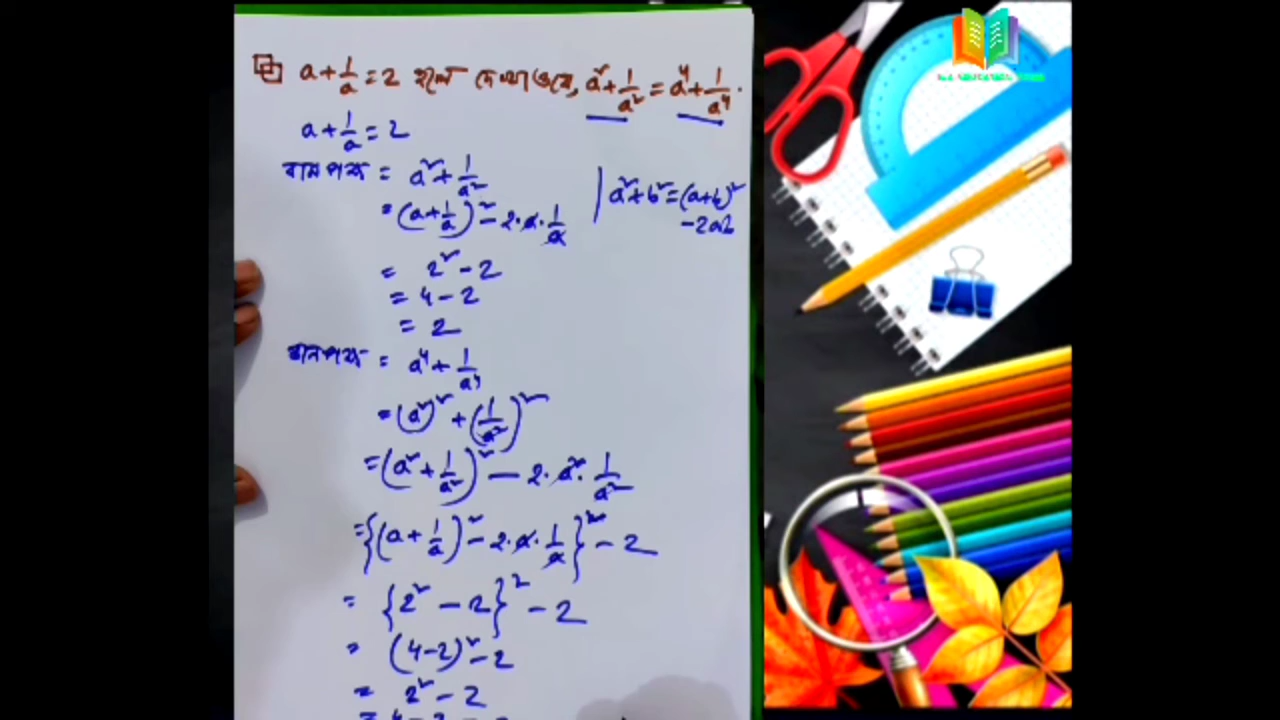 a + 1/a = 2 হলে দেখাও যে, a² + 1/a² = a⁴ + 1/a⁴.
a + 1/a = 2
বামপক্ষ = a² + 1/a²
= (a + 1/a)² - 2·a·1/a
| a² + b² = (a+b)² - 2ab
= 2² - 2
= 4 - 2
= 2
ডানপক্ষ = a⁴ + 1/a⁴
= (a²)² + (1/a²)²
= (a² + 1/a²)² - 2·a²·1/a²
= {(a + 1/a)² - 2·a·1/a}² - 2
= {2² - 2}² - 2
= (4-2)² - 2
= 2² - 2